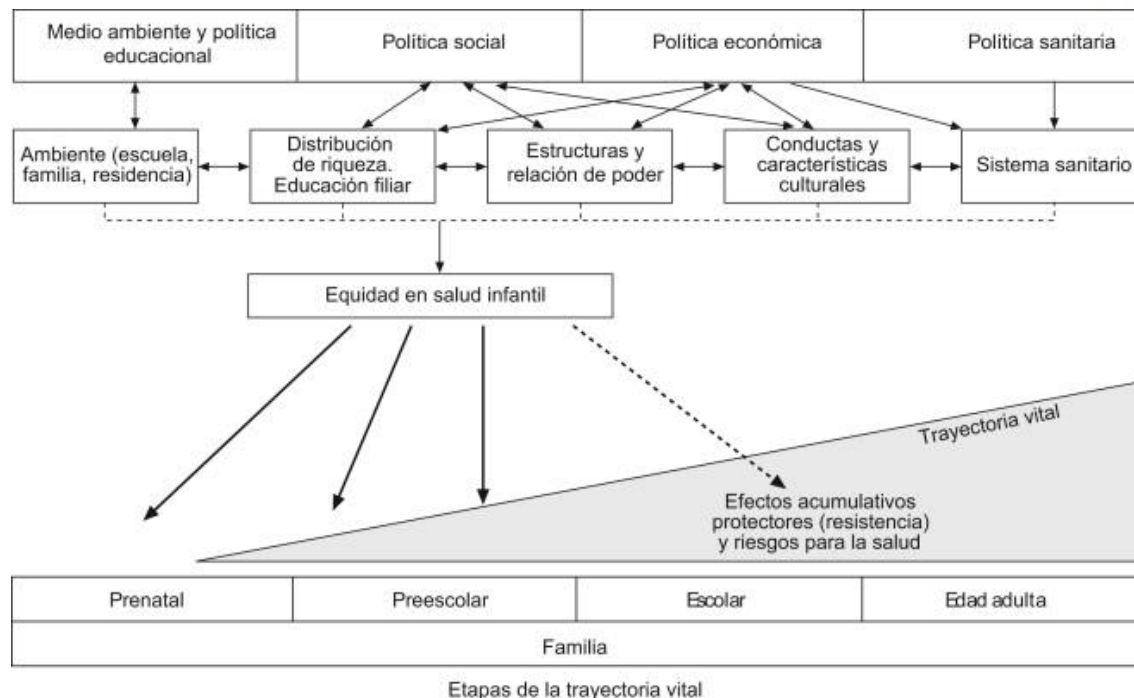 Medio ambiente y política
educacional
Política social
Política económica
Política sanitaria
Ambiente (escuela,
familia, residencia)
Distribución
de riqueza.
Educación filiar
Estructuras y
relación de poder
Conductas y
características
culturales
Sistema sanitario
Equidad en salud infantil
Trayectoria vital
Efectos acumulativos
protectores (resistencia)
y riesgos para la salud
Prenatal
Preescolar
Escolar
Edad adulta
Familia
Etapas de la trayectoria vital